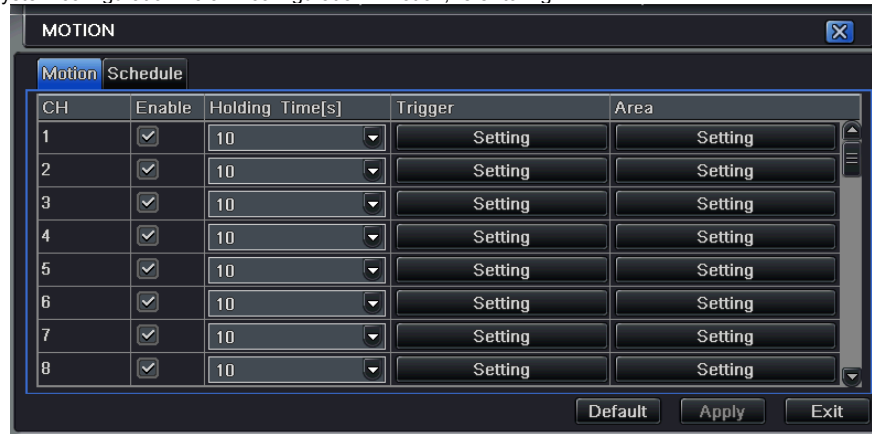 MOTION
Motion Schedule
CH Enable Holding Time[s] Trigger Area
1 10 Setting Setting
2 10 Setting Setting
3 10 Setting Setting
4 10 Setting Setting
5 10 Setting Setting
6 10 Setting Setting
7 10 Setting Setting
8 10 Setting Setting
Default Apply Exit